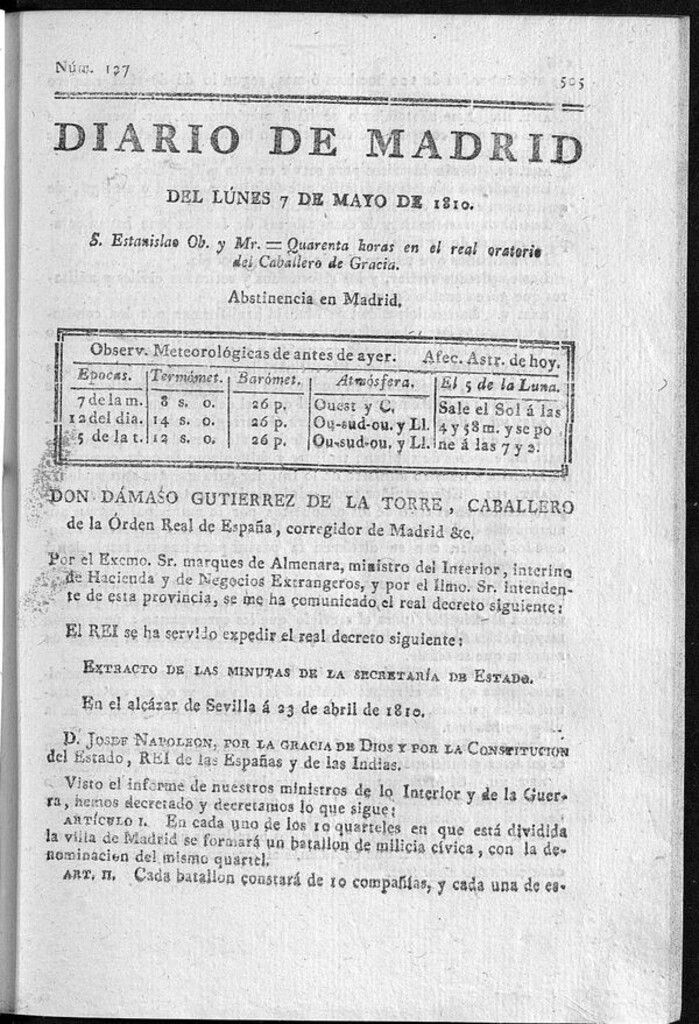 Núm. 127
505
DIARIO DE MADRID
DEL LÚNES 7 DE MAYO DE 1810.
S. Estanislao Ob. y Mr. = Quarenta horas en el real oratorio
del Caballero de Gracia.
Abstinencia en Madrid.
Observ. Meteorológicas de antes de ayer. Afec. Astr. de hoy.
Epocas. Termómet. Barómet. Atmósfera. El 5 de la Luna.
7 de la m. 8 s. o. 26 p. Ouest y C. Sale el Sol á las
12 del dia. 14 s. o. 26 p. Ou-sud-ou. y Ll. 4 y 58 m. y se po
5 de la t. 12 s. o. 26 p. Ou-sud-ou. y Ll. ne á las 7 y 2.
DON DÁMASO GUTIERREZ DE LA TORRE, CABALLERO
de la Órden Real de España, corregidor de Madrid &c.
Por el Excmo. Sr. marques de Almenara, ministro del Interior, interino
de Hacienda y de Negocios Extrangeros, y por el Ilmo. Sr. intenden-
te de esta provincia, se me ha comunicado el real decreto siguiente:
El REI se ha servido expedir el real decreto siguiente:
EXTRACTO DE LAS MINUTAS DE LA SECRETARÍA DE ESTADO.
En el alcázar de Sevilla á 23 de abril de 1810.
D. JOSEF NAPOLEON, POR LA GRACIA DE DIOS Y POR LA CONSTITUCION
del Estado, REI de las Españas y de las Indias.
Visto el informe de nuestros ministros de lo Interior y de la Guer-
ra, hemos decretado y decretamos lo que sigue:
ARTÍCULO I. En cada uno de los 10 quarteles en que está dividida
la villa de Madrid se formará un batallon de milicia cívica, con la de-
nominacion del mismo quartel.
ART. II. Cada batallon constará de 10 compañías, y cada una de es-